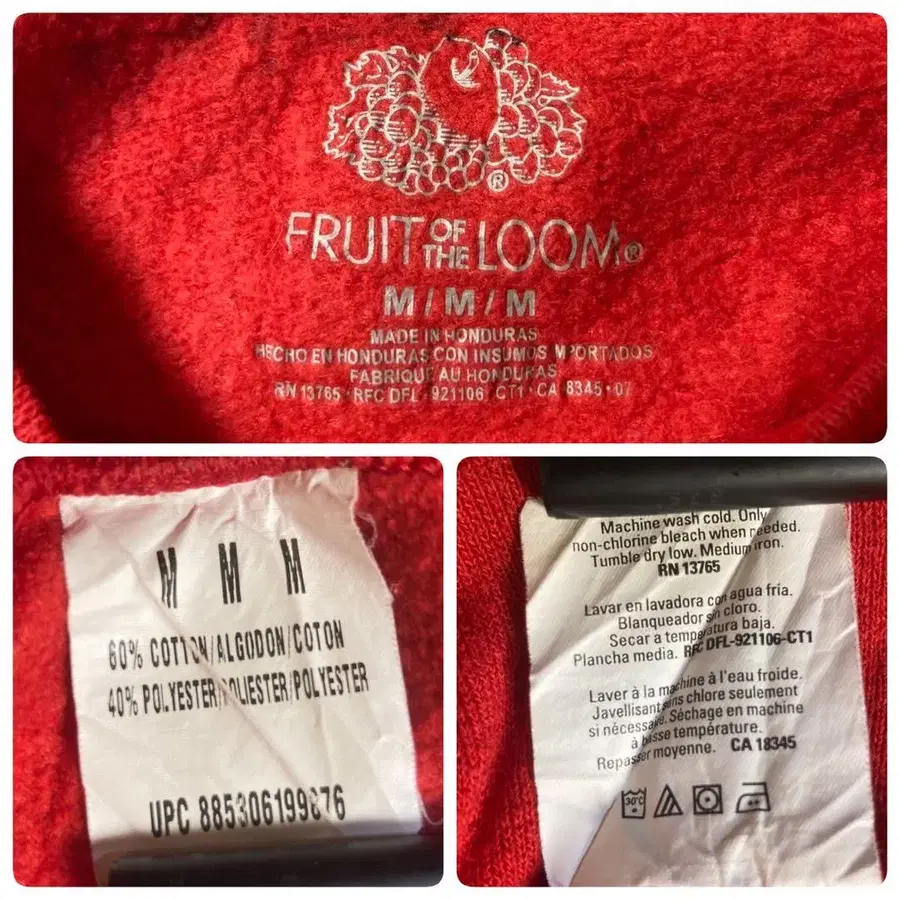 FRUIT OF THE LOOM®
M / M / M
MADE IN HONDURAS
HECHO EN HONDURAS CON INSUMOS MPORTADOS
FABRIQUE AU HONDURAS
RN 13765 · RFC DFL - 921106 - CT1 · CA 8345 · 07
M M M
60% COTTON/ALGODON/COTON
40% POLYESTER/POLIESTER/POLYESTER
UPC 885306199676
Machine wash cold. Only
non-chlorine bleach when needed.
Tumble dry low. Medium iron.
RN 13765
Lavar en lavadora con agua fría.
Blanqueador sin cloro.
Secar a temperatura baja.
Plancha media. RFC DFL-921106-CT1
Laver à la machine à l'eau froide.
Javellisant sans chlore seulement
si nécessaire. Séchage en machine
à basse température.
Repasser moyenne. CA 18345
30°C